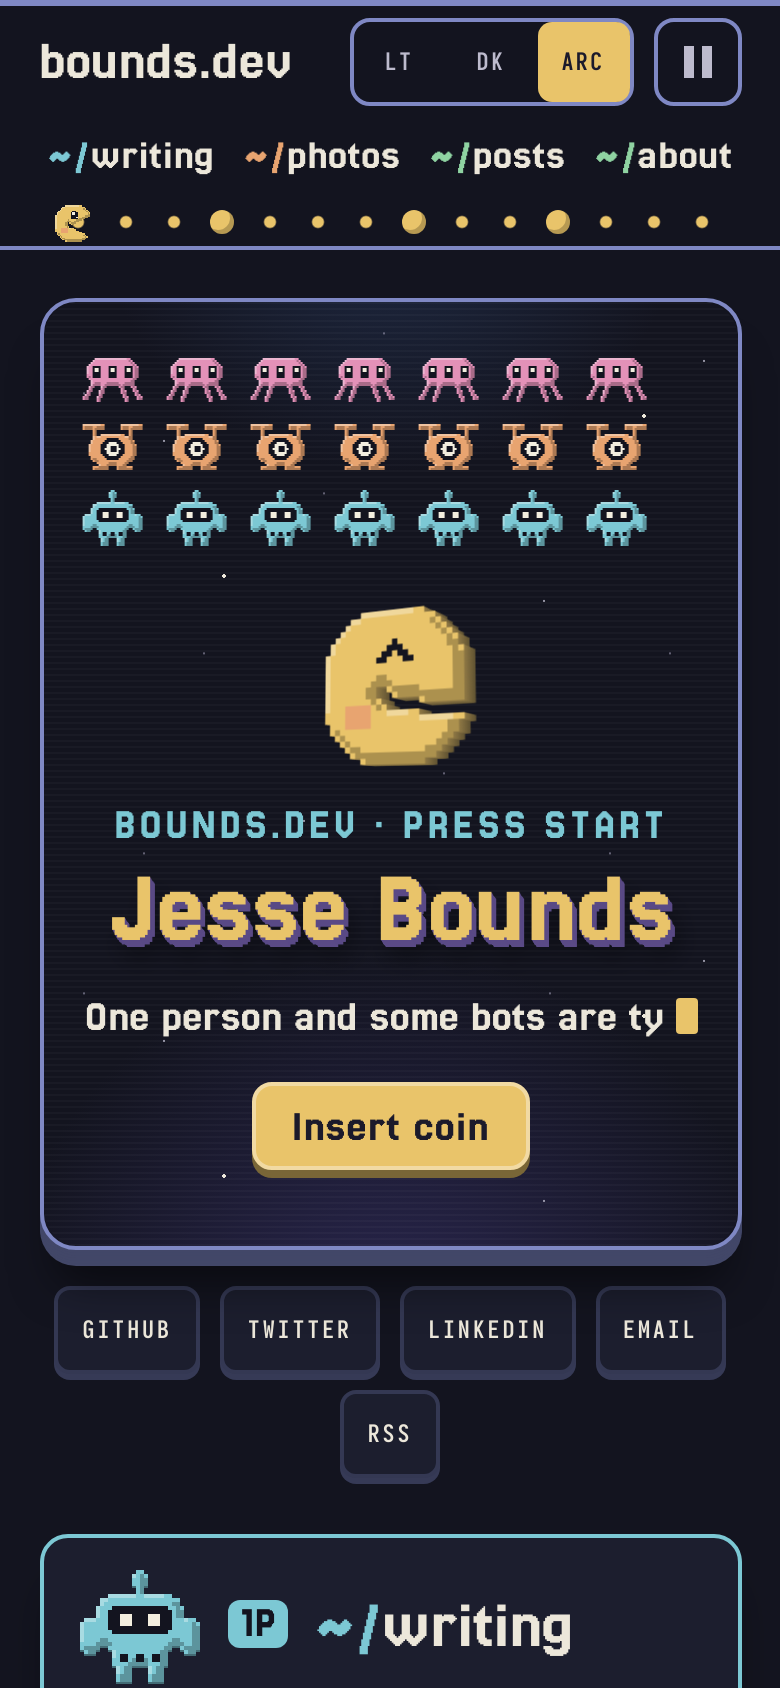 bounds.dev
LT DK ARC
~/writing ~/photos ~/posts ~/about
BOUNDS.DEV · PRESS START
Jesse Bounds
One person and some bots are ty
Insert coin
GITHUB TWITTER LINKEDIN EMAIL
RSS
1P ~/writing